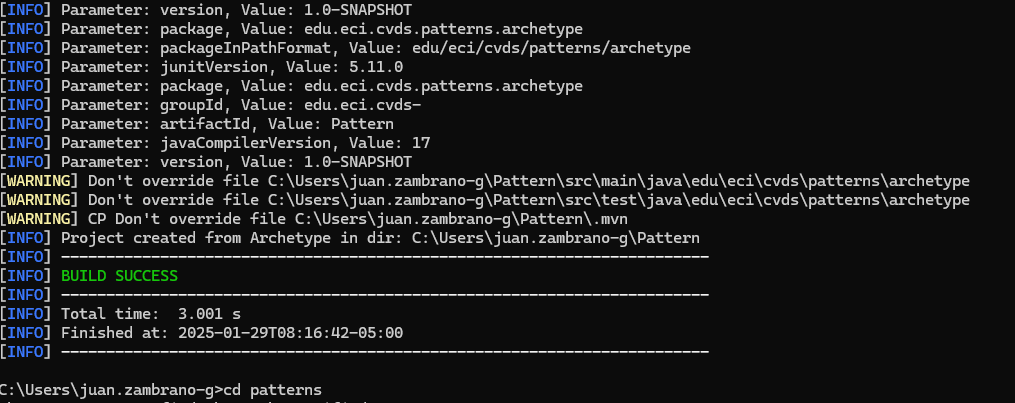 [INFO] Parameter: version, Value: 1.0-SNAPSHOT
[INFO] Parameter: package, Value: edu.eci.cvds.patterns.archetype
[INFO] Parameter: packageInPathFormat, Value: edu/eci/cvds/patterns/archetype
[INFO] Parameter: junitVersion, Value: 5.11.0
[INFO] Parameter: package, Value: edu.eci.cvds.patterns.archetype
[INFO] Parameter: groupId, Value: edu.eci.cvds-
[INFO] Parameter: artifactId, Value: Pattern
[INFO] Parameter: javaCompilerVersion, Value: 17
[INFO] Parameter: version, Value: 1.0-SNAPSHOT
[WARNING] Don't override file C:\Users\juan.zambrano-g\Pattern\src\main\java\edu\eci\cvds\patterns\archetype
[WARNING] Don't override file C:\Users\juan.zambrano-g\Pattern\src\test\java\edu\eci\cvds\patterns\archetype
[WARNING] CP Don't override file C:\Users\juan.zambrano-g\Pattern\.mvn
[INFO] Project created from Archetype in dir: C:\Users\juan.zambrano-g\Pattern
[INFO] ------------------------------------------------------------------------
[INFO] BUILD SUCCESS
[INFO] ------------------------------------------------------------------------
[INFO] Total time:  3.001 s
[INFO] Finished at: 2025-01-29T08:16:42-05:00
[INFO] ------------------------------------------------------------------------
C:\Users\juan.zambrano-g>cd patterns